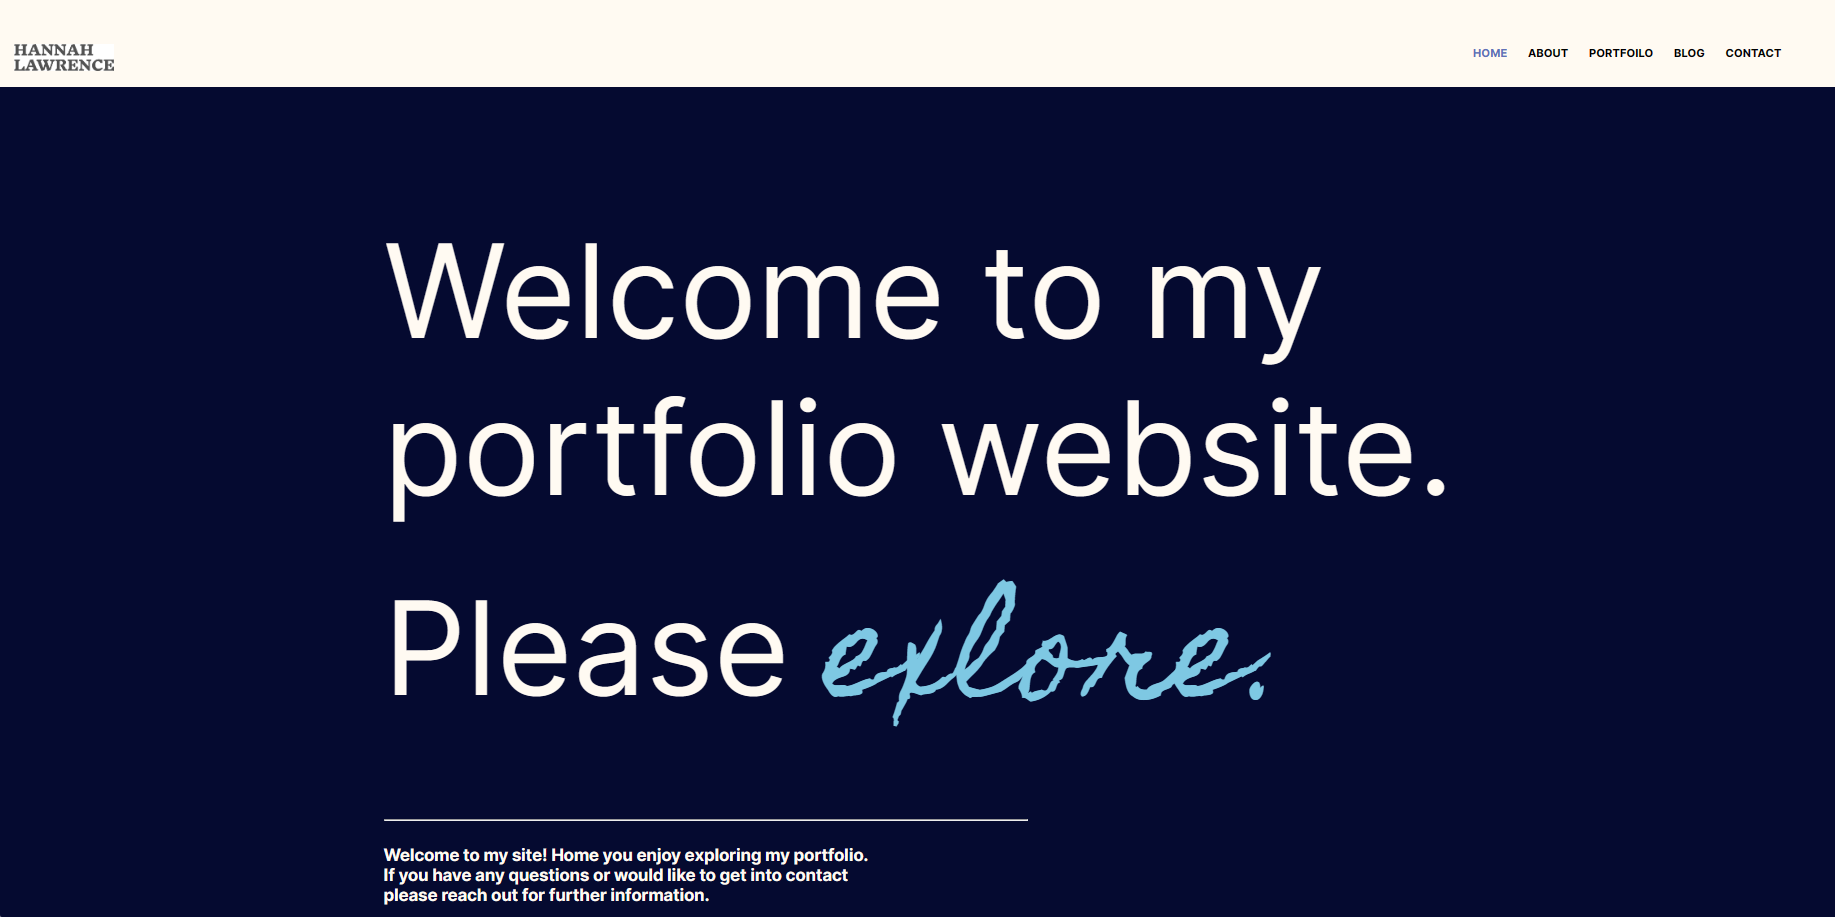 HANNAH
LAWRENCE
HOME ABOUT PORTFOILO BLOG CONTACT
Welcome to my
portfolio website.
Please exlore.
Welcome to my site! Home you enjoy exploring my portfolio.
If you have any questions or would like to get into contact
please reach out for further information.